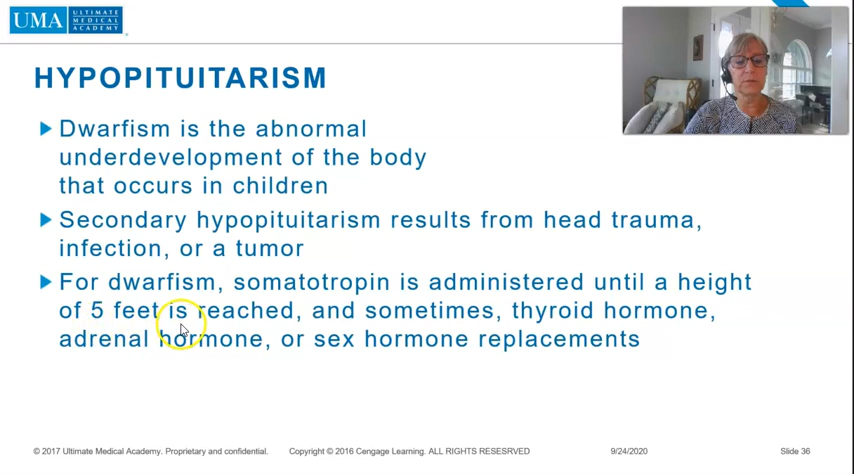 UMA ULTIMATE
MEDICAL
ACADEMY
HYPOPITUITARISM
Dwarfism is the abnormal
underdevelopment of the body
that occurs in children
Secondary hypopituitarism results from head trauma,
infection, or a tumor
For dwarfism, somatotropin is administered until a height
of 5 feet is reached, and sometimes, thyroid hormone,
adrenal hormone, or sex hormone replacements
© 2017 Ultimate Medical Academy. Proprietary and confidential. Copyright © 2016 Cengage Learning. ALL RIGHTS RESESRVED 9/24/2020 Slide 36